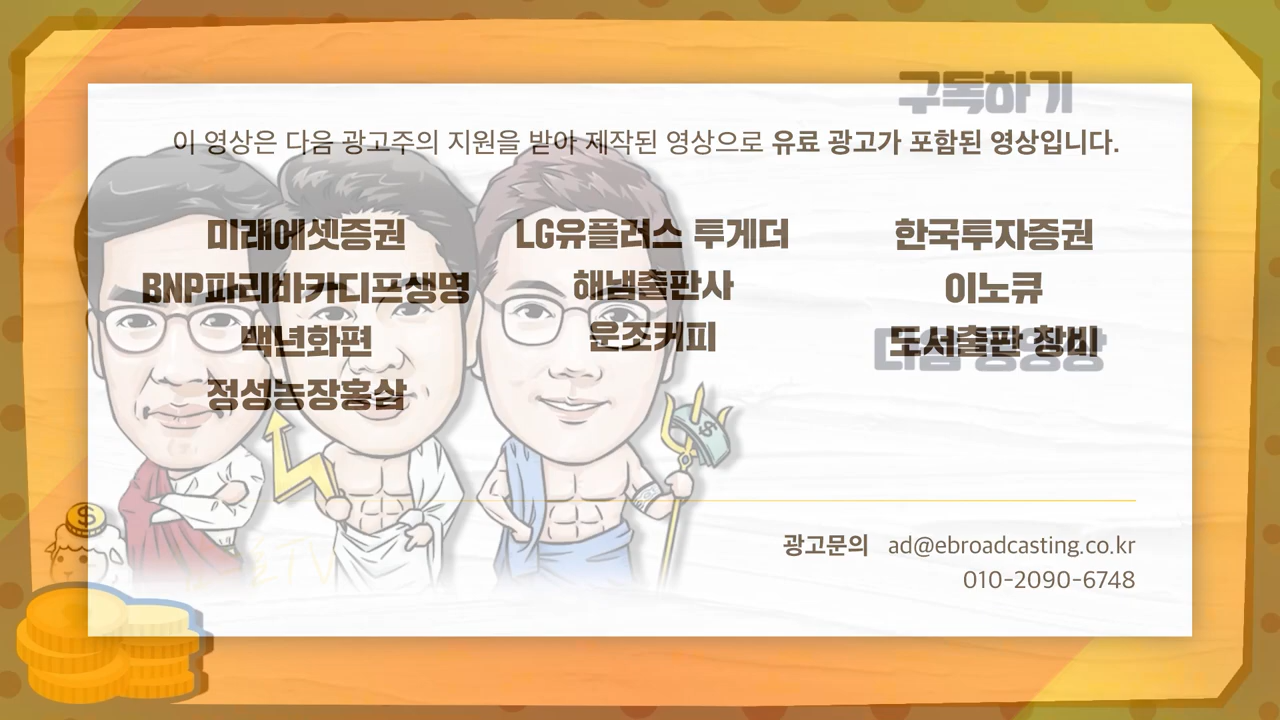 구독하기
이 영상은 다음 광고주의 지원을 받아 제작된 영상으로 유료 광고가 포함된 영상입니다.
미래에셋증권
BNP파리바카디프생명
백년화편
정성농장홍삼
LG유플러스 투게더
해냄출판사
운조커피
한국투자증권
이노큐
도서출판 창비
다음 동영상
광고문의 ad@ebroadcasting.co.kr
010-2090-6748
$
$